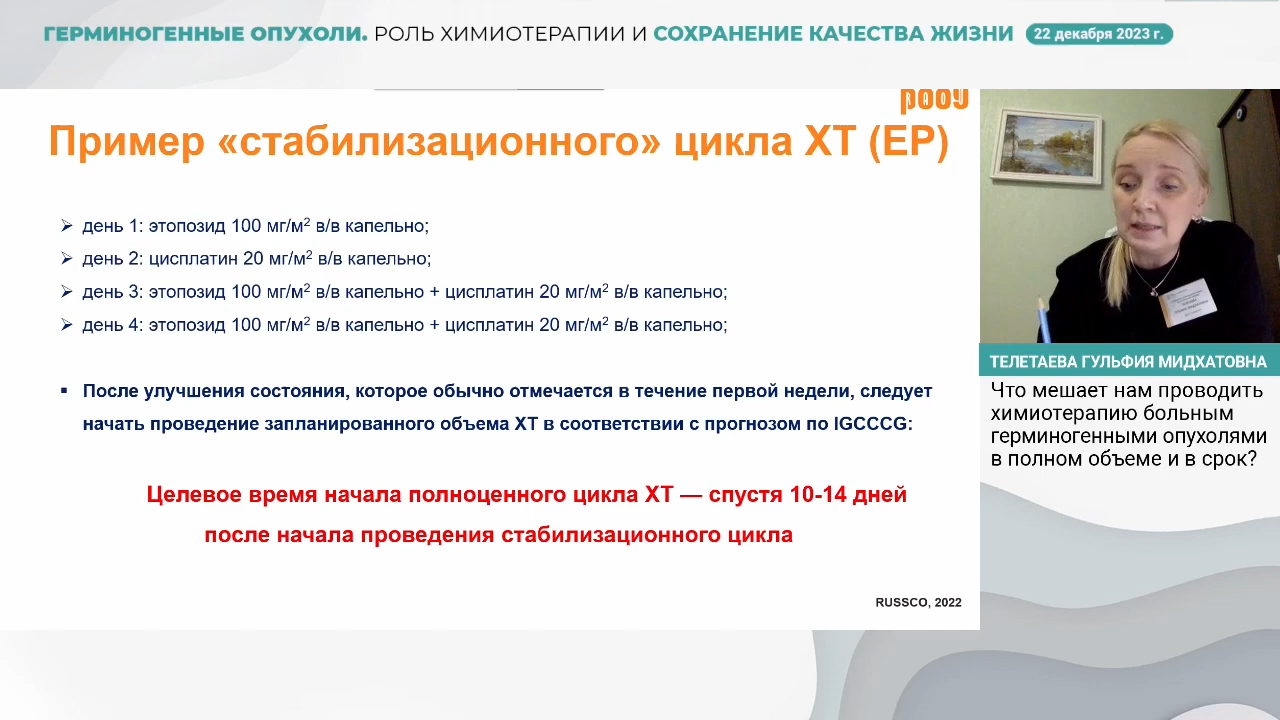 ГЕРМИНОГЕННЫЕ ОПУХОЛИ. РОЛЬ ХИМИОТЕРАПИИ И СОХРАНЕНИЕ КАЧЕСТВА ЖИЗНИ 22 декабря 2023 г.
Пример «стабилизационного» цикла ХТ (EP)
➢ день 1: этопозид 100 мг/м² в/в капельно;
➢ день 2: цисплатин 20 мг/м² в/в капельно;
➢ день 3: этопозид 100 мг/м² в/в капельно + цисплатин 20 мг/м² в/в капельно;
➢ день 4: этопозид 100 мг/м² в/в капельно + цисплатин 20 мг/м² в/в капельно;
▪ После улучшения состояния, которое обычно отмечается в течение первой недели, следует
начать проведение запланированного объема ХТ в соответствии с прогнозом по IGCCCG:
Целевое время начала полноценного цикла ХТ — спустя 10-14 дней
после начала проведения стабилизационного цикла
RUSSCO, 2022
ТЕЛЕТАЕВА ГУЛЬФИЯ МИДХАТОВНА
Что мешает нам проводить
химиотерапию больным
герминогенными опухолями
в полном объеме и в срок?